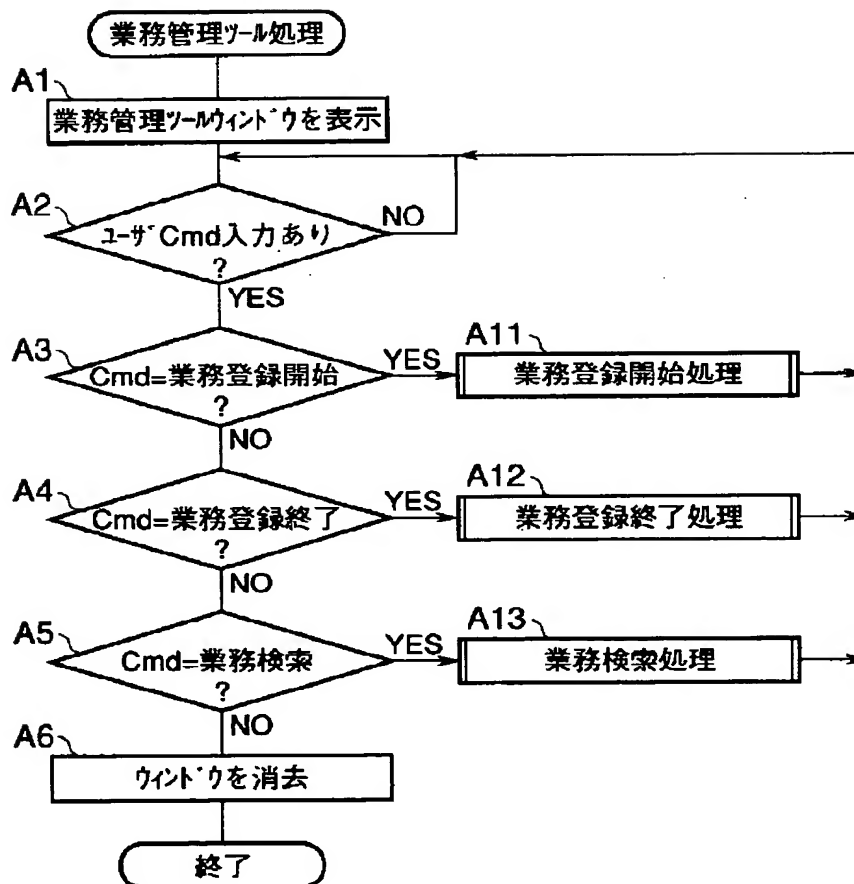 業務管理ツール処理
A1
業務管理ツールウィンドウを表示
A2
ユーザCmd入力あり
?
NO
YES
A3
Cmd=業務登録開始
?
YES
A11
業務登録開始処理
NO
A4
Cmd=業務登録終了
?
YES
A12
業務登録終了処理
NO
A5
Cmd=業務検索
?
YES
A13
業務検索処理
NO
A6
ウィンドウを消去
終了